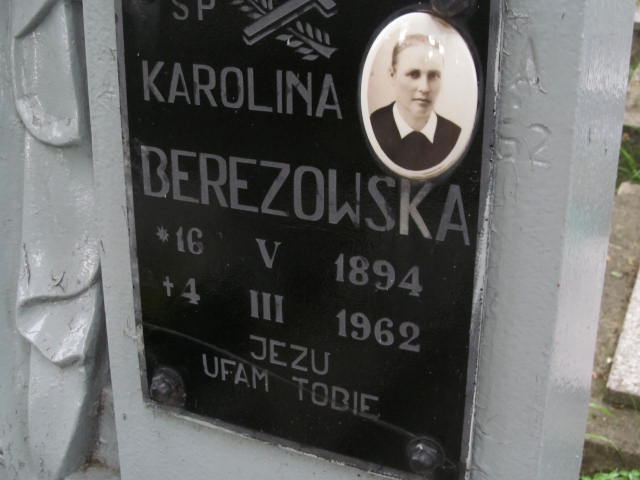 SP
KAROLINA
BEREZOWSKA
*16 V 1894
†4 III 1962
JEZU
UFAM TOBIE